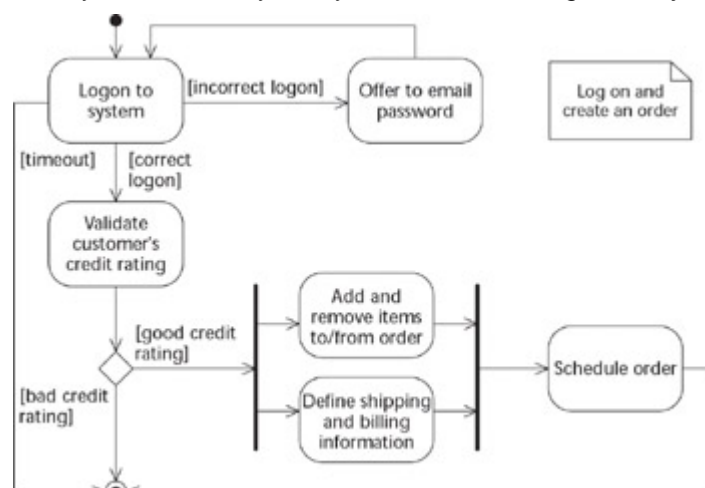 Logon to
system
[incorrect logon]
Offer to email
password
Log on and
create an order
[timeout]
[correct
logon]
Validate
customer's
credit rating
[good credit
rating]
Add and
remove items
to/from order
Schedule order
[bad credit
rating]
Define shipping
and billing
information